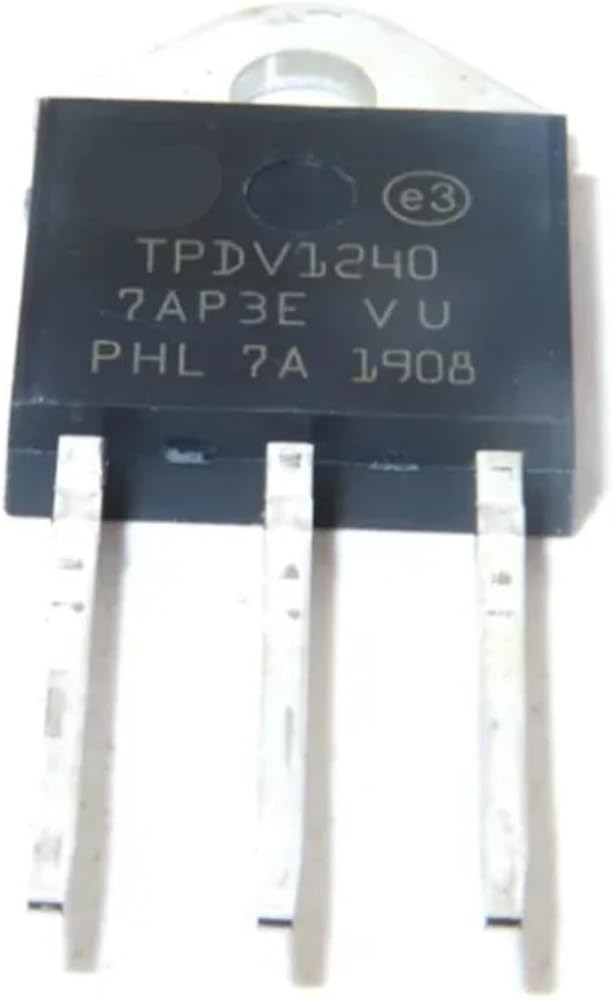 e3
TPDV1240
7AP3E VU
PHL 7A 1908